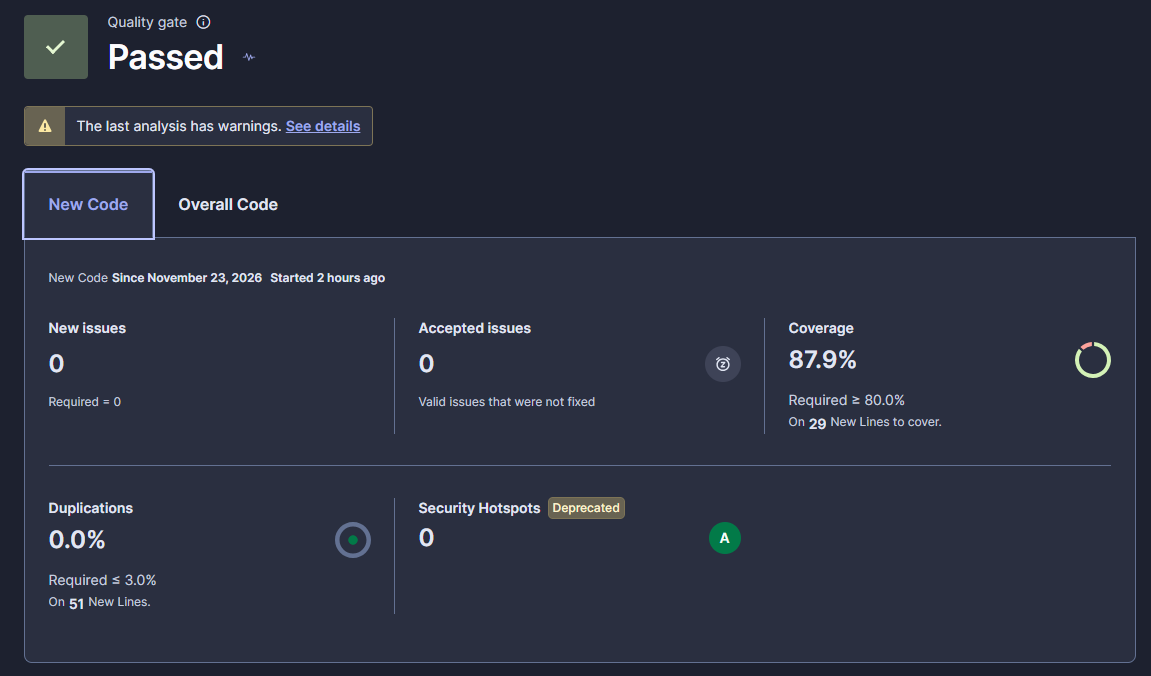 Quality gate
Passed
The last analysis has warnings. See details
New Code
Overall Code
New Code Since November 23, 2026 Started 2 hours ago
New issues
0
Required = 0
Accepted issues
0
Valid issues that were not fixed
Coverage
87.9%
Required ≥ 80.0%
On 29 New Lines to cover.
Duplications
0.0%
Required ≤ 3.0%
On 51 New Lines.
Security Hotspots Deprecated
0
A